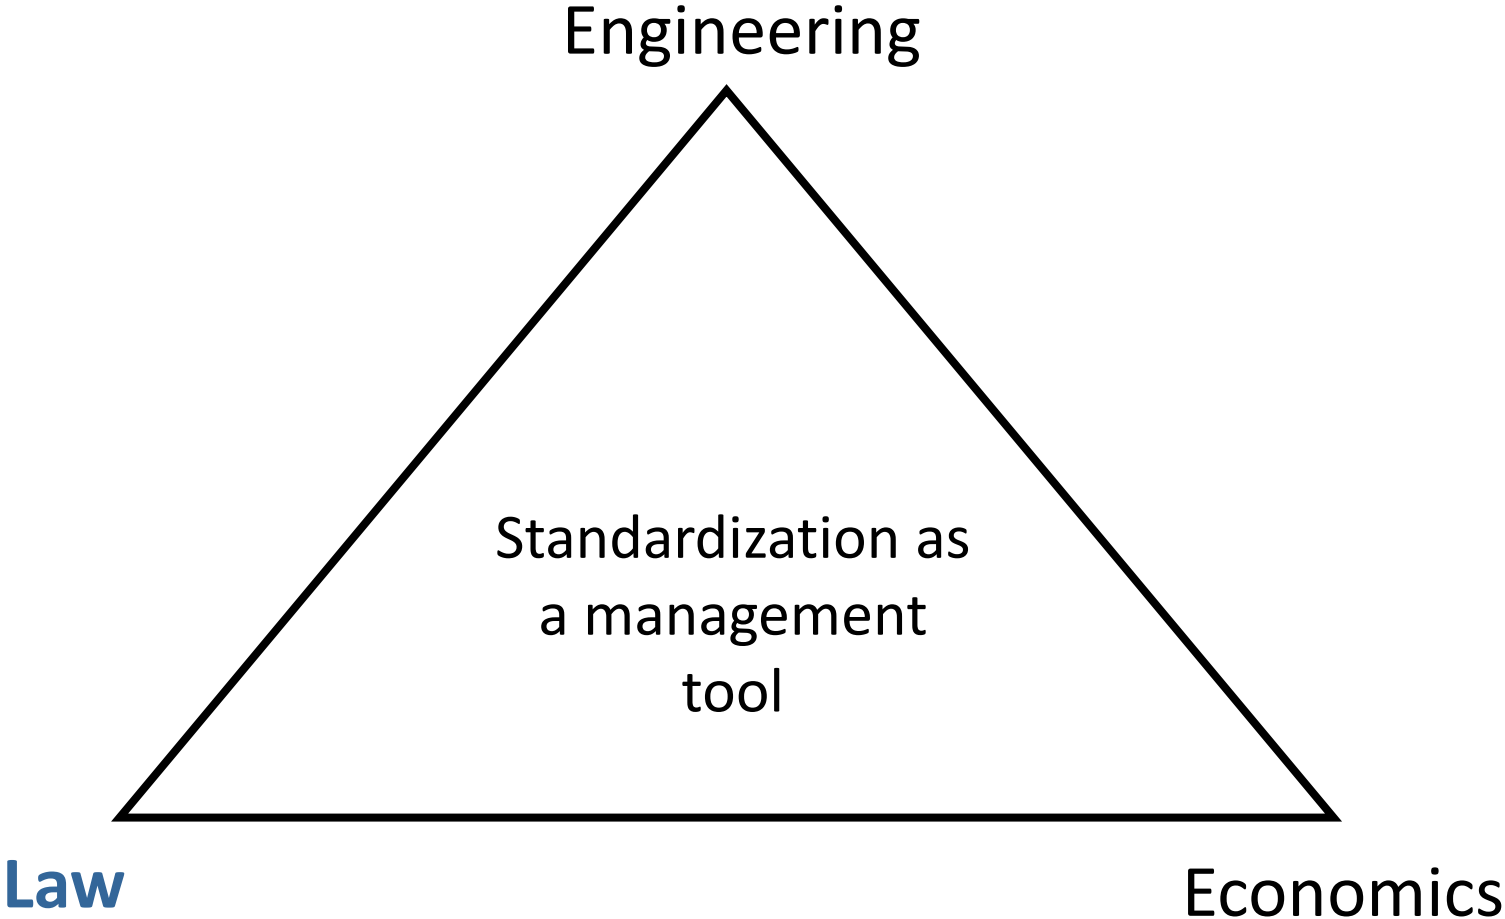 Engineering
Standardization as
a management
tool
Law
Economics